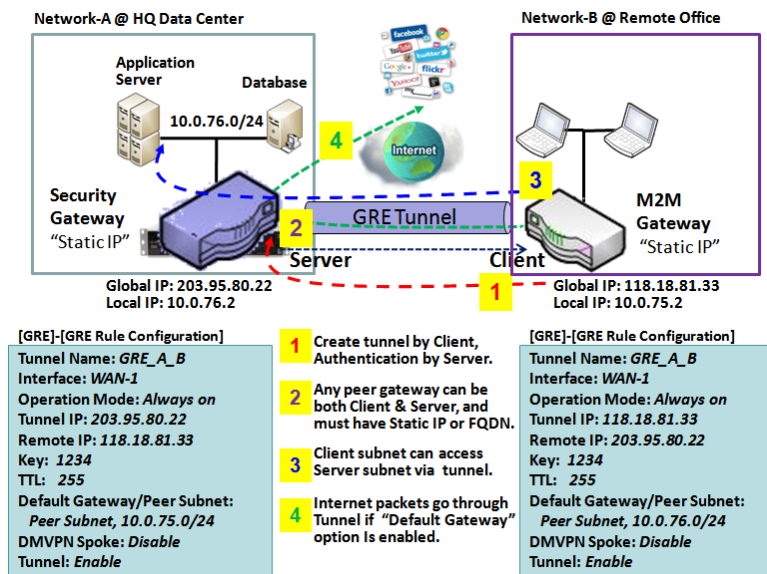 Network-A @ HQ Data Center
Network-B @ Remote Office
Application
Server
Database
10.0.76.0/24
facebook
YouTube
twitter
Google+
flickr
YAHOO!
Internet
4
3
Security
Gateway
"Static IP"
2
GRE Tunnel
M2M
Gateway
"Static IP"
Server
Client
1
Global IP: 203.95.80.22
Local IP: 10.0.76.2
Global IP: 118.18.81.33
Local IP: 10.0.75.2
[GRE]-[GRE Rule Configuration]
Tunnel Name: GRE_A_B
Interface: WAN-1
Operation Mode: Always on
Tunnel IP: 203.95.80.22
Remote IP: 118.18.81.33
Key: 1234
TTL: 255
Default Gateway/Peer Subnet:
Peer Subnet, 10.0.75.0/24
DMVPN Spoke: Disable
Tunnel: Enable
1 Create tunnel by Client,
Authentication by Server.
2 Any peer gateway can be
both Client & Server, and
must have Static IP or FQDN.
3 Client subnet can access
Server subnet via tunnel.
4 Internet packets go through
Tunnel if "Default Gateway"
option Is enabled.
[GRE]-[GRE Rule Configuration]
Tunnel Name: GRE_A_B
Interface: WAN-1
Operation Mode: Always on
Tunnel IP: 118.18.81.33
Remote IP: 203.95.80.22
Key: 1234
TTL: 255
Default Gateway/Peer Subnet:
Peer Subnet, 10.0.76.0/24
DMVPN Spoke: Disable
Tunnel: Enable